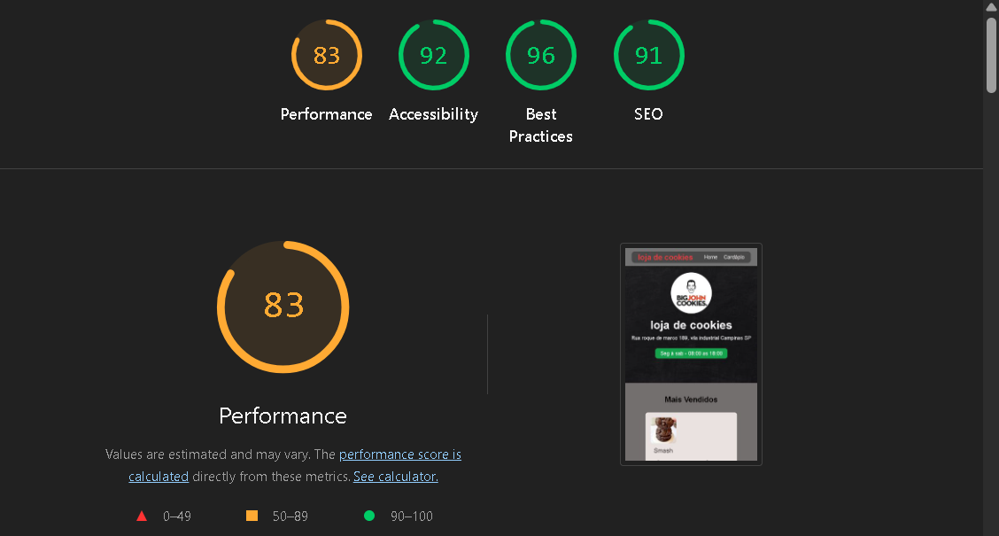 83
92
96
91
Performance
Accessibility
Best
Practices
SEO
83
Performance
Values are estimated and may vary. The performance score is
calculated directly from these metrics. See calculator.
0–49
50–89
90–100
loja de cookies
Home
Cardápio
BIGJOHN
COOKIES.
loja de cookies
Rua roque de marco 189, vila industrial Campinas SP
Seg à sab - 08:00 as 18:00
Mais Vendidos
Smash